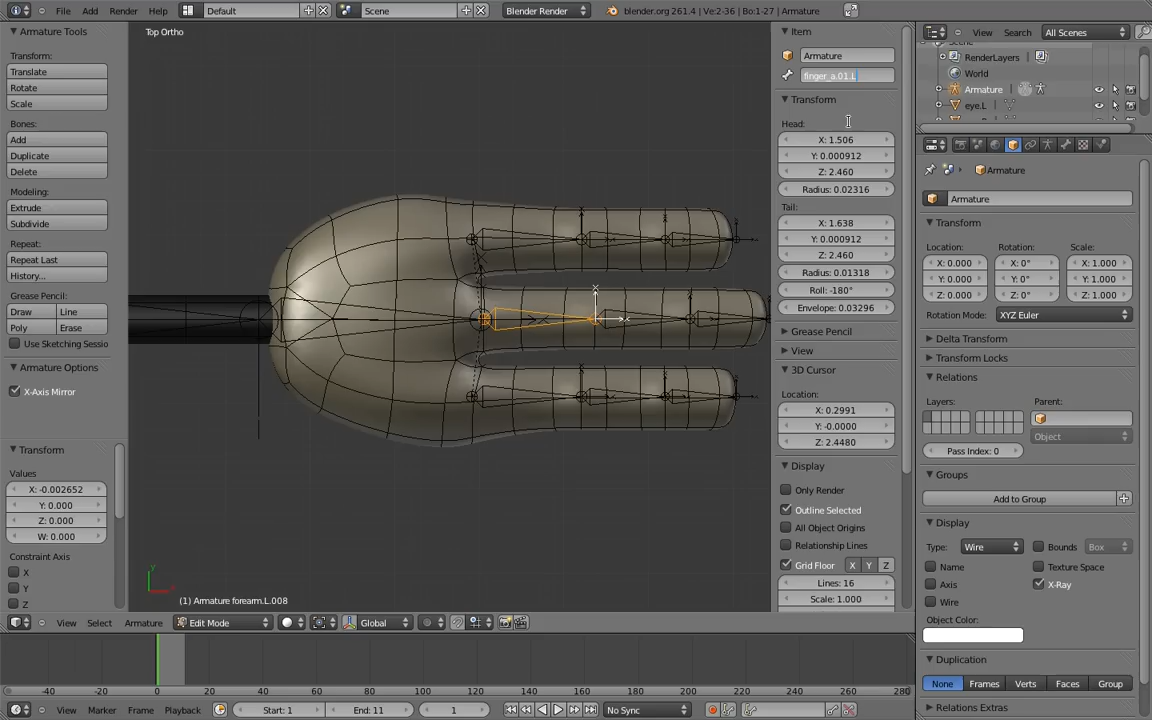 File Add Render Help Default Scene Blender Render blender.org 261.4 | Ve:2-36 | Bo:1-27 | Armature
Armature Tools
Transform:
Translate
Rotate
Scale
Bones:
Add
Duplicate
Delete
Modeling:
Extrude
Subdivide
Repeat:
Repeat Last
History...
Grease Pencil:
Draw Line
Poly Erase
Use Sketching Sessio
Armature Options
X-Axis Mirror
Transform
Values
X: -0.002652
Y: 0.000
Z: 0.000
W: 0.000
Constraint Axis
X
Y
Z
Top Ortho
(1) Armature forearm.L.008
Item
Armature
finger_a.01.L
Transform
Head:
X: 1.506
Y: 0.000912
Z: 2.460
Radius: 0.02316
Tail:
X: 1.638
Y: 0.000912
Z: 2.460
Radius: 0.01318
Roll: -180°
Envelope: 0.03296
Grease Pencil
View
3D Cursor
Location:
X: 0.2991
Y: -0.0000
Z: 2.4480
Display
Only Render
Outline Selected
All Object Origins
Relationship Lines
Grid Floor X Y Z
Lines: 16
Scale: 1.000
View Search All Scenes
RenderLayers
World
Armature
eye.L
Armature
Armature
Transform
Location: Rotation: Scale:
X: 0.000 X: 0° X: 1.000
Y: 0.000 Y: 0° Y: 1.000
Z: 0.000 Z: 0° Z: 1.000
Rotation Mode: XYZ Euler
Delta Transform
Transform Locks
Relations
Layers: Parent:
Object
Pass Index: 0
Groups
Add to Group
Display
Type: Wire Bounds Box
Name Texture Space
Axis X-Ray
Wire
Object Color:
Duplication
None Frames Verts Faces Group
Relations Extras
View Select Armature Edit Mode Global
-40 -20 0 20 40 60 80 100 120 140 160 180 200 220 240 260 280
View Marker Frame Playback Start: 1 End: 11 1 No Sync